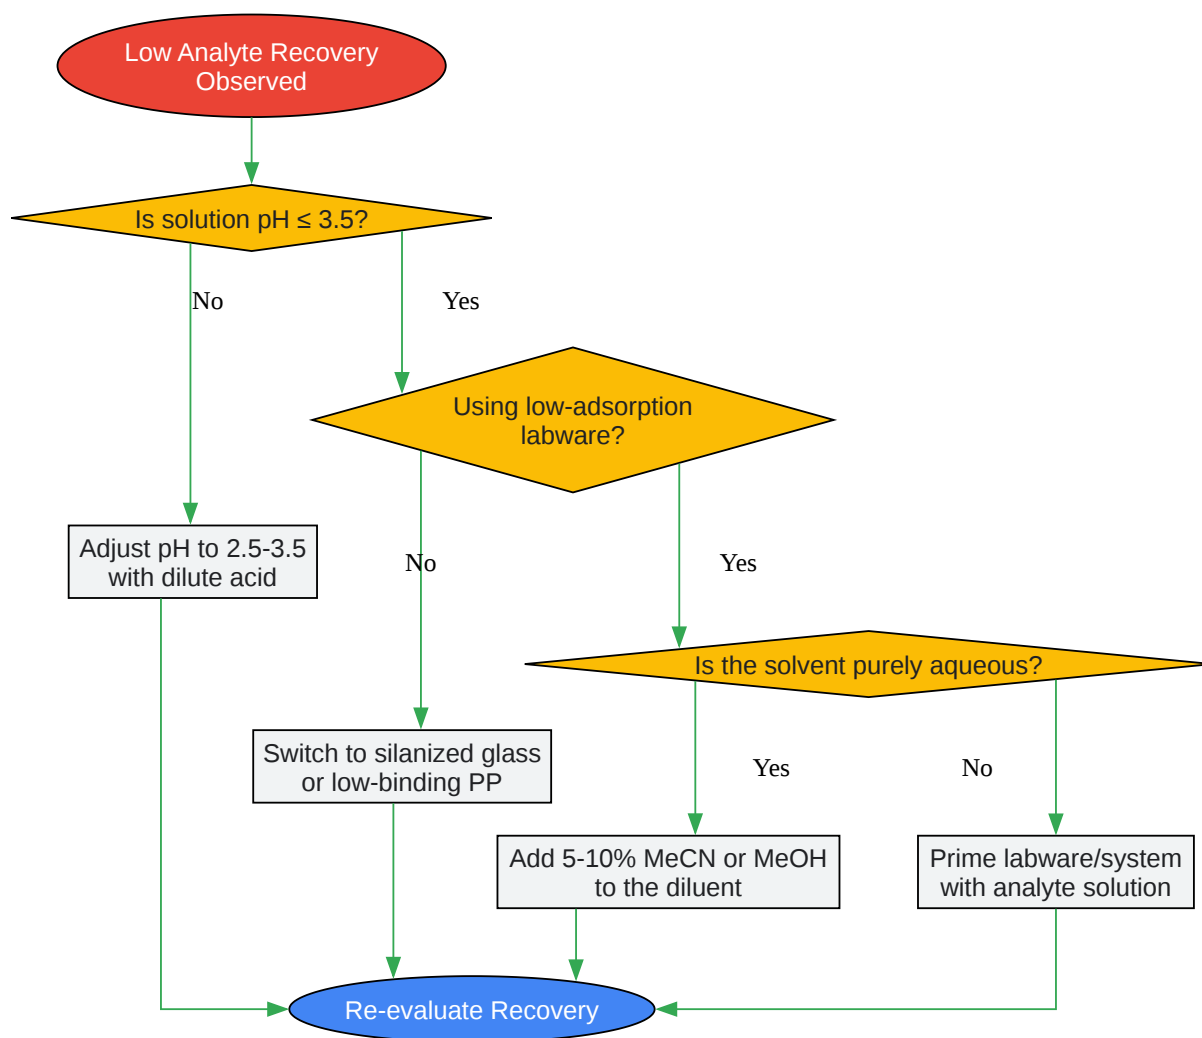 Low Analyte Recovery
Observed
Is solution pH ≤ 3.5?
No
Yes
Using low-adsorption
labware?
Adjust pH to 2.5-3.5
with dilute acid
No
Yes
Is the solvent purely aqueous?
Switch to silanized glass
or low-binding PP
Yes
No
Add 5-10% MeCN or MeOH
to the diluent
Prime labware/system
with analyte solution
Re-evaluate Recovery